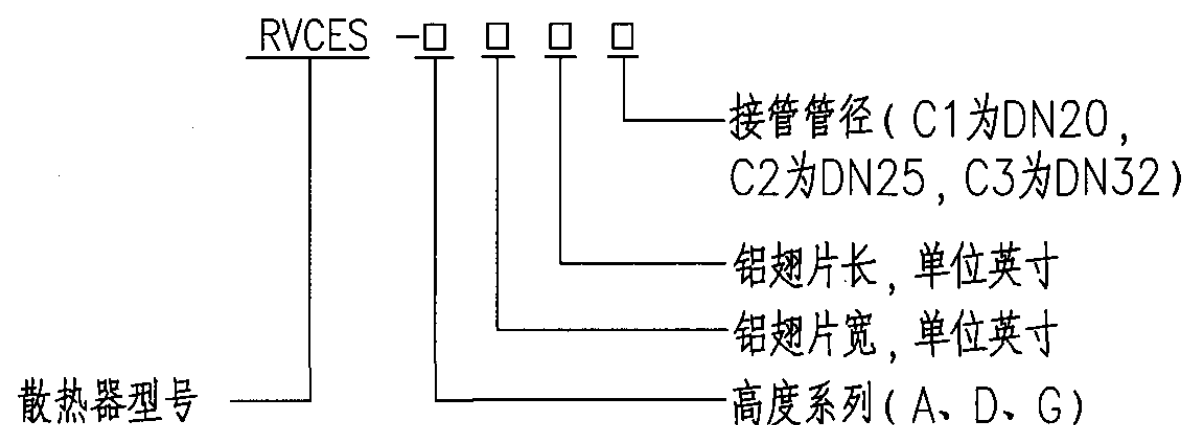 RVCES -□ □ □ □
接管管径( C1为DN20,
C2为DN25, C3为DN32)
铝翅片长, 单位英寸
铝翅片宽, 单位英寸
散热器型号
高度系列( A、D、G)